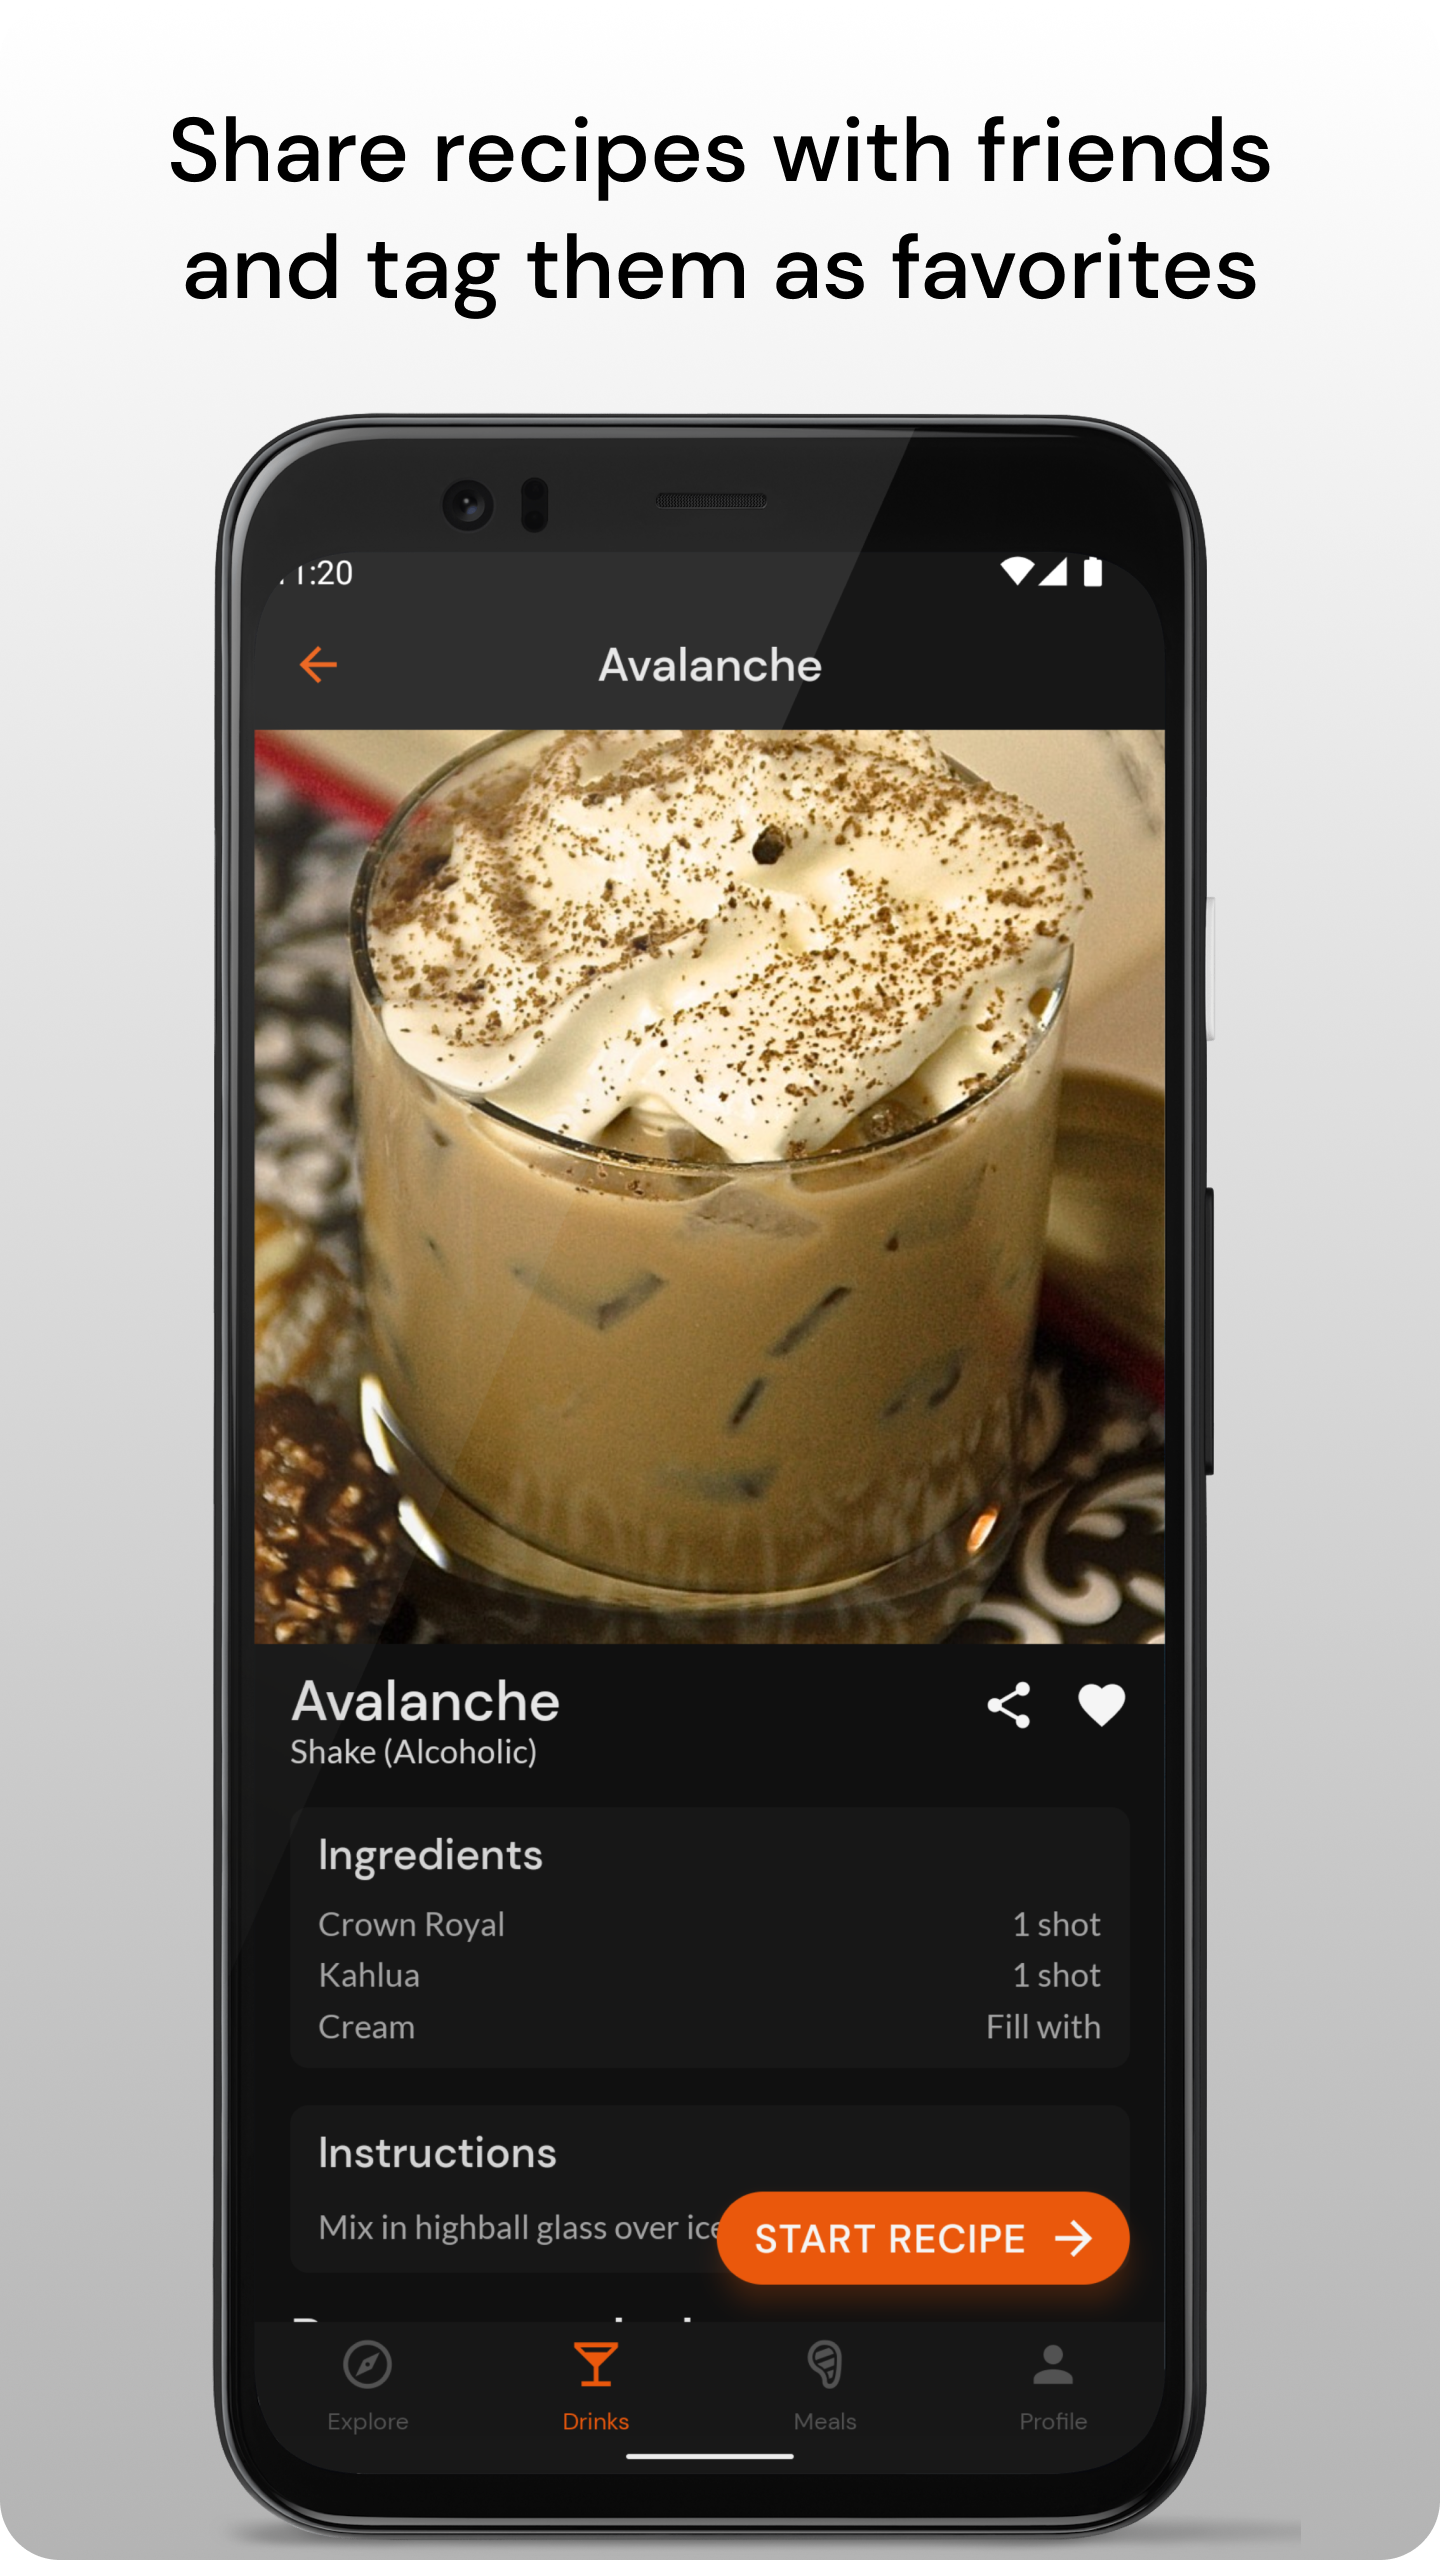 Share recipes with friends
and tag them as favorites
11:20
Avalanche
Avalanche
Shake (Alcoholic)
Ingredients
Crown Royal 1 shot
Kahlua 1 shot
Cream Fill with
Instructions
Mix in highball glass over ice
START RECIPE
Explore Drinks Meals Profile